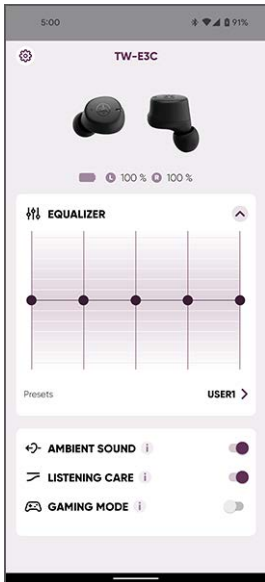 5:00 91%
TW-E3C
L 100 % R 100 %
EQUALIZER
Presets USER1
AMBIENT SOUND i
LISTENING CARE i
GAMING MODE i